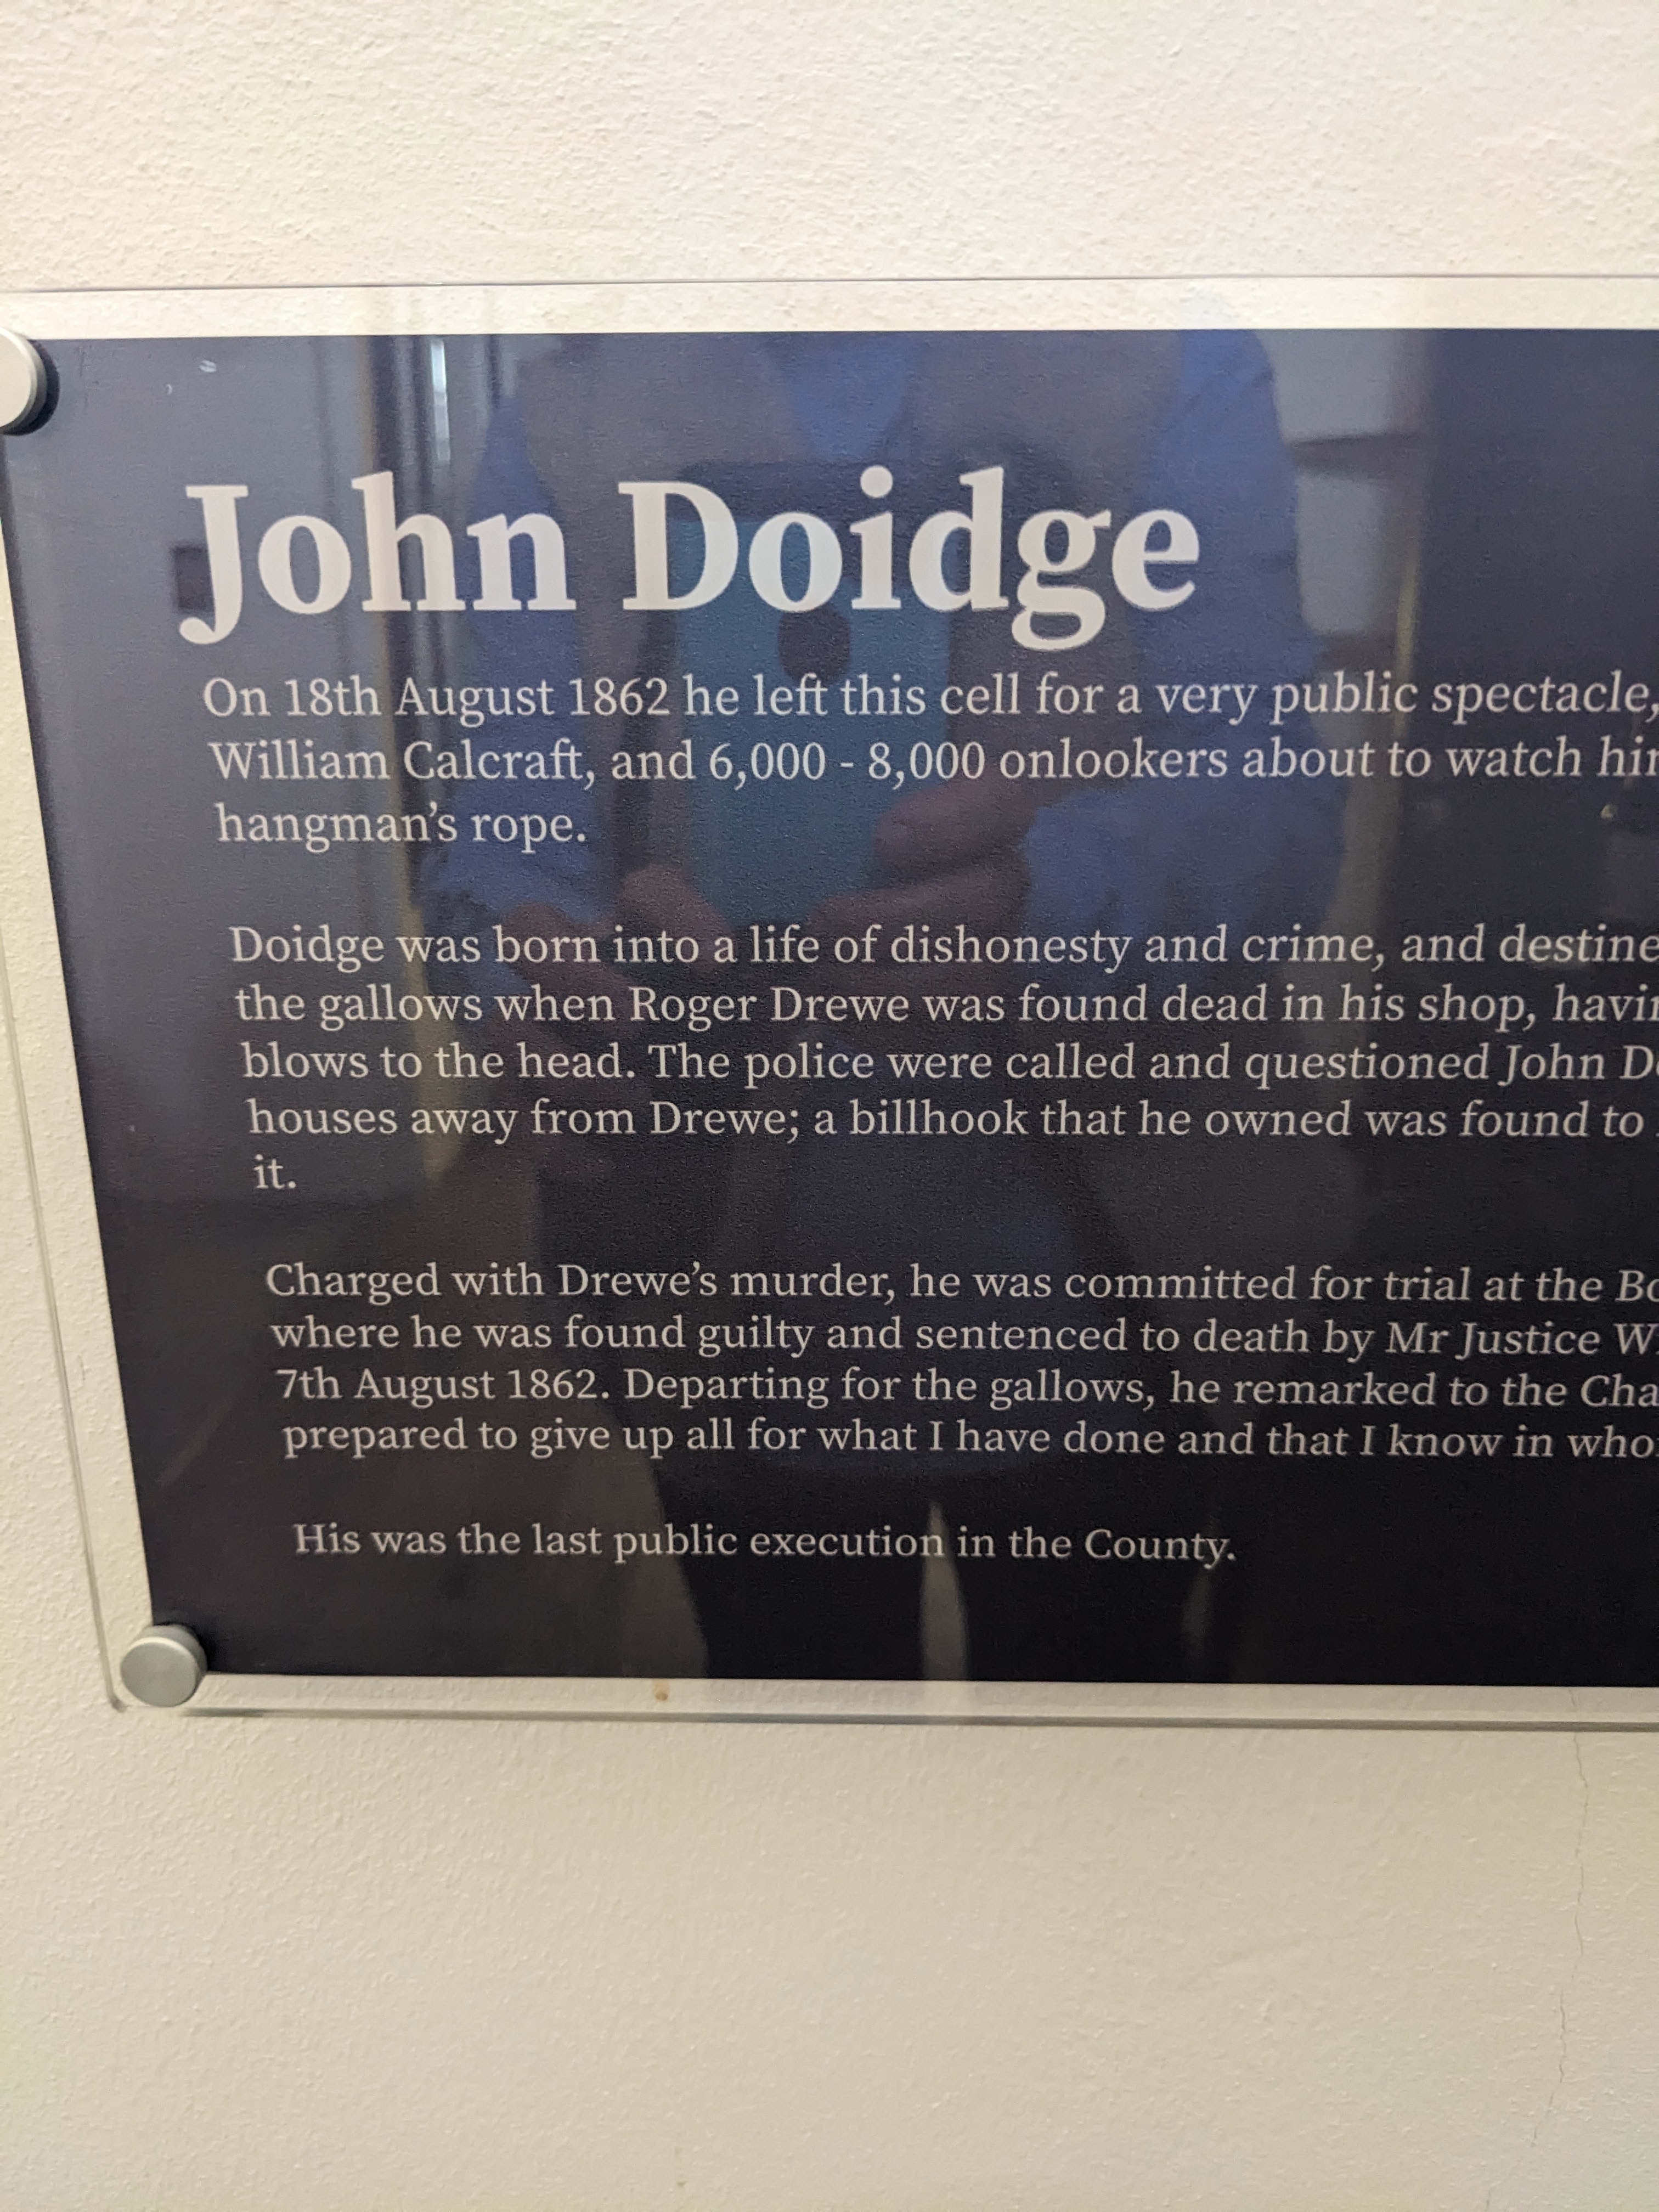 John Doidge
On 18th August 1862 he left this cell for a very public spectacle,
William Calcraft, and 6,000 - 8,000 onlookers about to watch
hangman's rope.
Doidge was born into a life of dishonesty and crime, and
the gallows when Roger Drewe was found dead in his shop,
blows to the head. The police were called and questioned John
houses away from Drewe; a billhook that he owned was found to
it.
Charged with Drewe's murder, he was committed for trial at the
where he was found guilty and sentenced to death by Mr Justice
7th August 1862. Departing for the gallows, he remarked to the
prepared to give up all for what I have done and that I know in
His was the last public execution in the County.